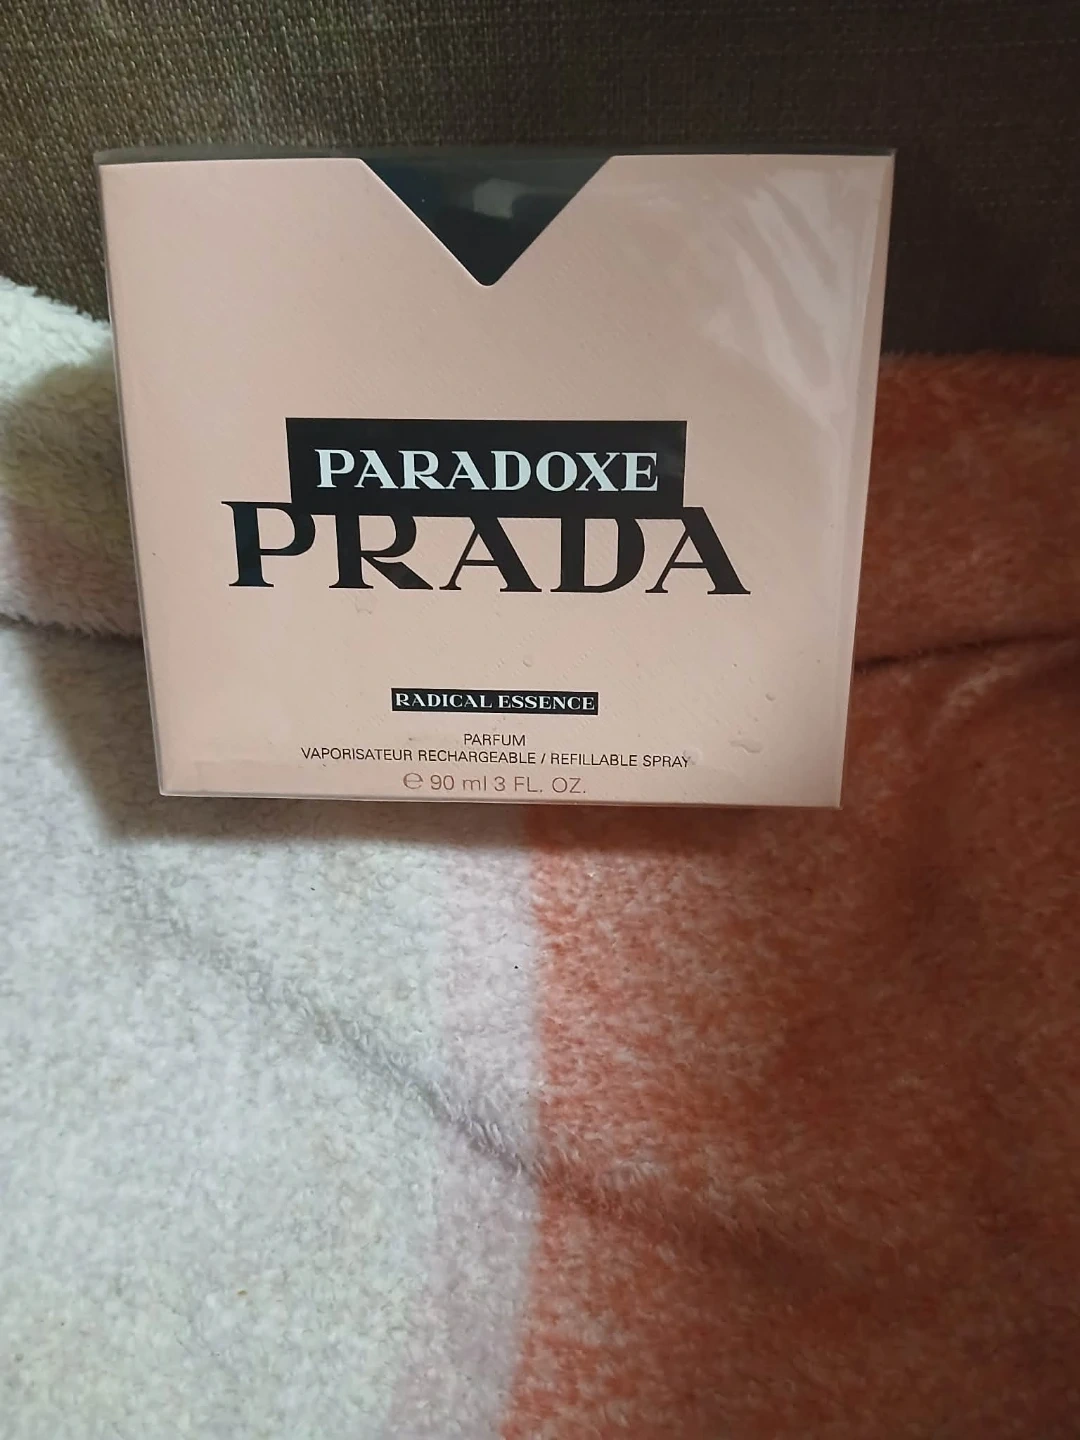 PARADOXE
PRADA
RADICAL ESSENCE
PARFUM
VAPORISATEUR RECHARGEABLE / REFILLABLE SPRAY
℮ 90 ml 3 FL. OZ.